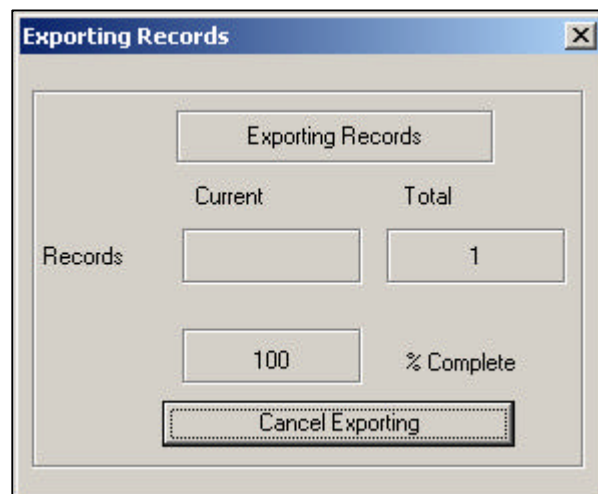 Exporting Records
Exporting Records
Current Total
Records 1
100 % Complete
Cancel Exporting